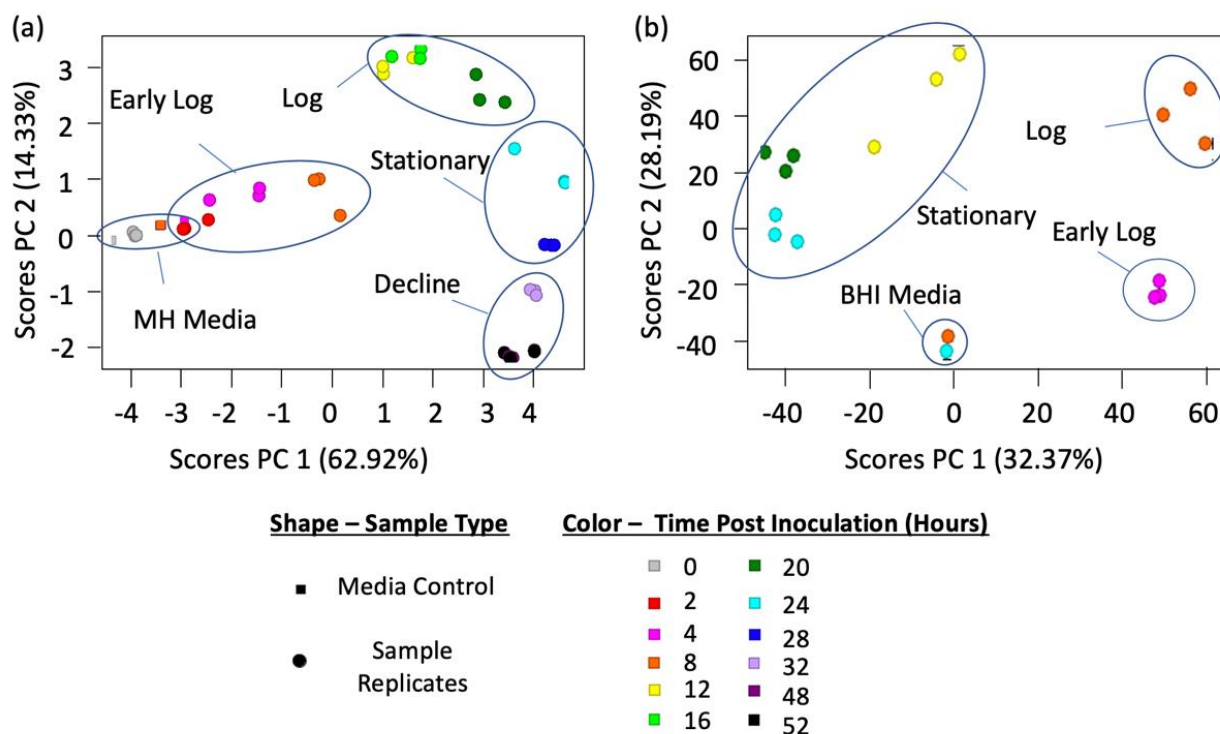 (a)
Scores PC 2 (14.33%)
3
2
1
0
-1
-2
Early Log
Log
Stationary
Decline
MH Media
-4 -3 -2 -1 0 1 2 3 4
Scores PC 1 (62.92%)
(b)
Scores PC 2 (28.19%)
60
40
20
0
-20
-40
Log
Stationary
Early Log
BHI Media
-40 -20 0 20 40 60
Scores PC 1 (32.37%)
Shape – Sample Type
Media Control
Sample
Replicates
Color – Time Post Inoculation (Hours)
0 20
2 24
4 28
8 32
12 48
16 52